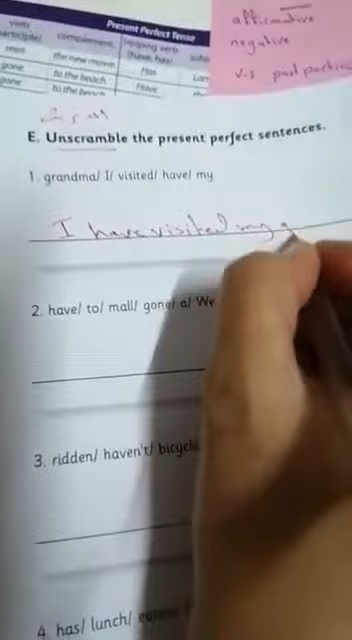 Present Perfect Tense
complement
Helping verb
(have, has)
seen
the new movie
Has
gone
to the beach
Have
gone
to the beach
affirmative
negative
v.3 past partici
E. Unscramble the present perfect sentences.
1. grandma/ I/ visited/ have/ my
I have visited my g
2. have/ to/ mall/ gone/ a/ We
3. ridden/ haven't/ bicycle
4. has/ lunch/ eaten/